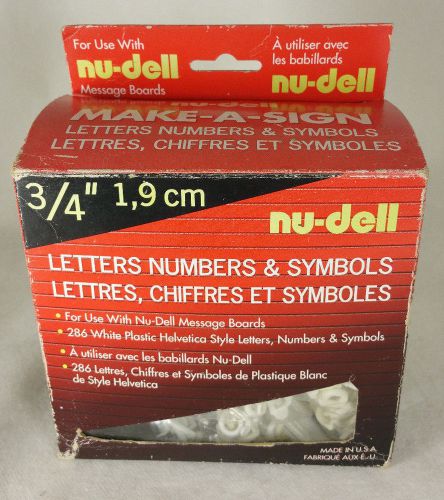 For Use With
nu-dell
Message Boards
À utiliser avec
les babillards
nu-dell
MAKE-A-SIGN
LETTERS NUMBERS & SYMBOLS
LETTRES, CHIFFRES ET SYMBOLES
3/4" 1,9 cm
nu-dell
LETTERS NUMBERS & SYMBOLS
LETTRES, CHIFFRES ET SYMBOLES
• For Use With Nu-Dell Message Boards
• 286 White Plastic Helvetica Style Letters, Numbers & Symbols
• À utiliser avec les babillards Nu-Dell
• 286 Lettres, Chiffres et Symboles de Plastique Blanc
de Style Helvetica
MADE IN U.S.A.
FABRIQUÉ AUX É.-U.